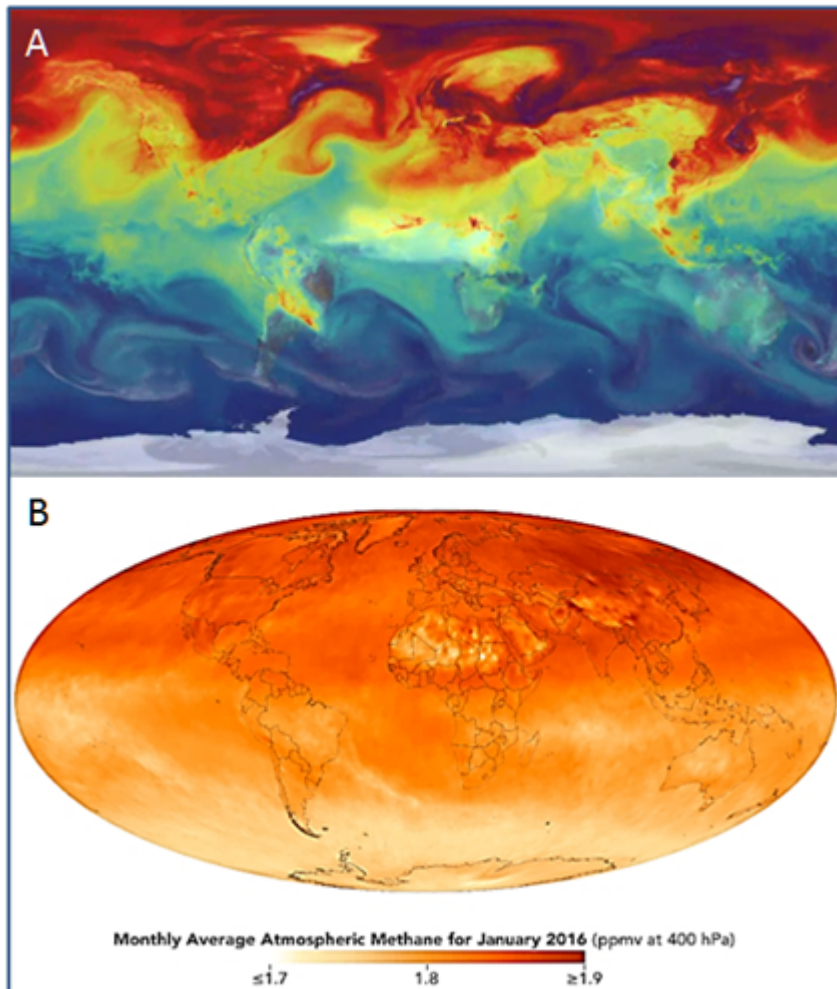 A
B
Monthly Average Atmospheric Methane for January 2016 (ppmv at 400 hPa)
≤1.7 1.8 ≥1.9